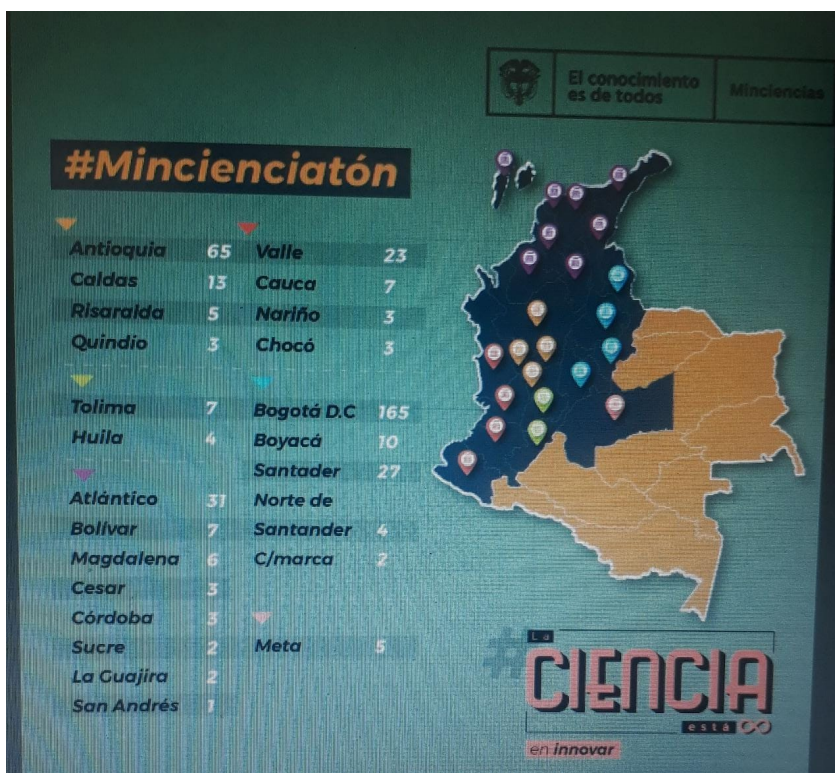 El conocimiento
es de todos
Minciencias
#Mincienciatón
Antioquia 65
Caldas 13
Risaralda 5
Quindio 3
Valle 23
Cauca 7
Nariño 3
Chocó 3
Tolima 7
Huila 4
Bogotá D.C 165
Boyacá 10
Santader 27
Norte de
Santander 4
C/marca 2
Atlántico 31
Bolívar 7
Magdalena 6
Cesar 3
Córdoba 3
Sucre 2
La Guajira 2
San Andrés 1
Meta 5
#La
CIENCIA
está
en innovar